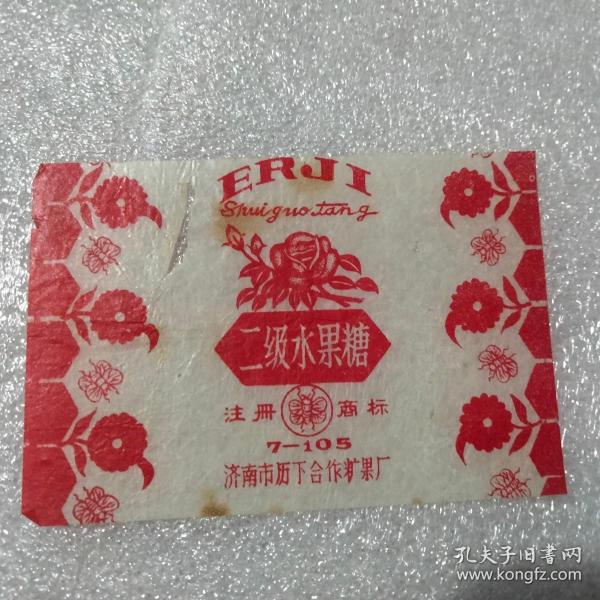 ERJI
Shuiguotang
二级水果糖
注册 商标
7—105
济南市历下合作籹果厂
孔夫子旧书网
www.kongfz.com